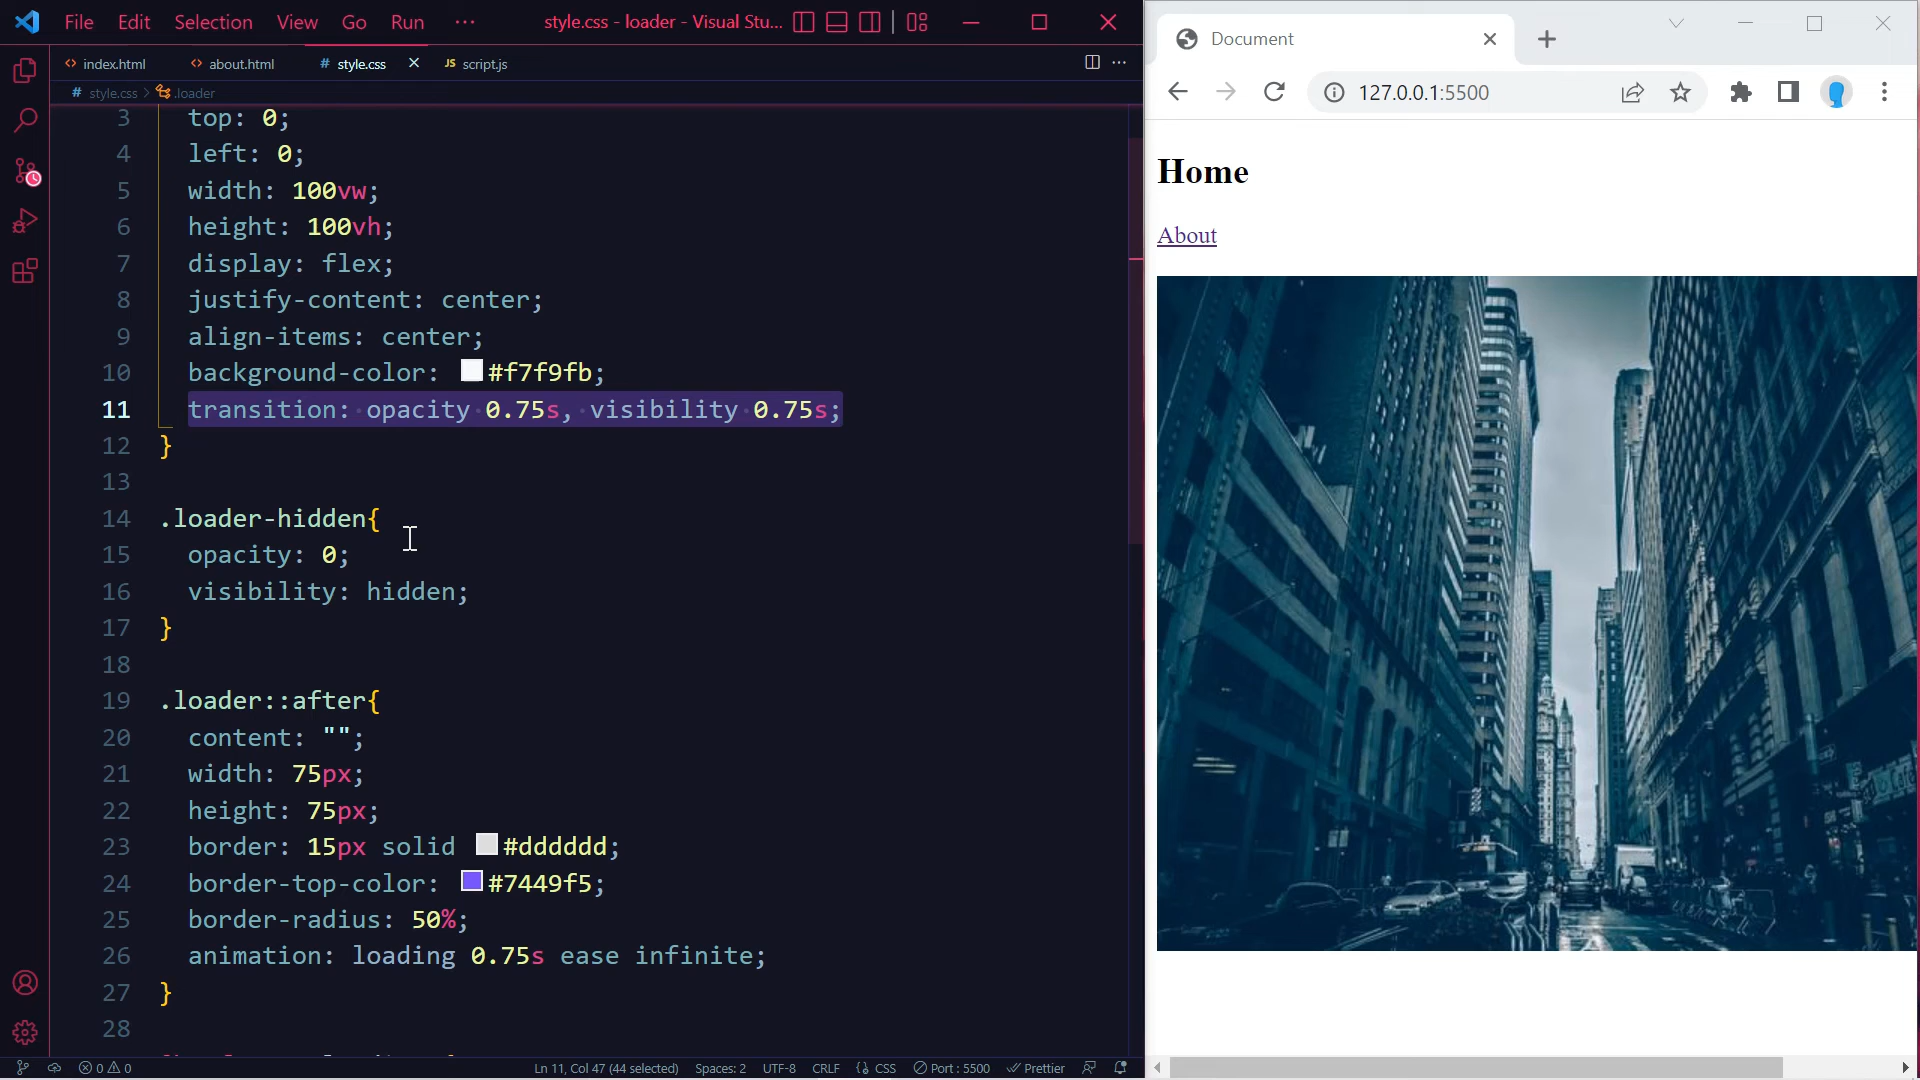 File Edit Selection View Go Run ··· style.css - loader - Visual Stu...
index.html about.html # style.css JS script.js
# style.css > .loader
3 top: 0;
4 left: 0;
5 width: 100vw;
6 height: 100vh;
7 display: flex;
8 justify-content: center;
9 align-items: center;
10 background-color: #f7f9fb;
11 transition: opacity 0.75s, visibility 0.75s;
12 }
13
14 .loader-hidden{
15 opacity: 0;
16 visibility: hidden;
17 }
18
19 .loader::after{
20 content: "";
21 width: 75px;
22 height: 75px;
23 border: 15px solid #dddddd;
24 border-top-color: #7449f5;
25 border-radius: 50%;
26 animation: loading 0.75s ease infinite;
27 }
28
0 0 Ln 11, Col 47 (44 selected) Spaces: 2 UTF-8 CRLF {} CSS Port : 5500 Prettier
Document
127.0.0.1:5500
Home
About